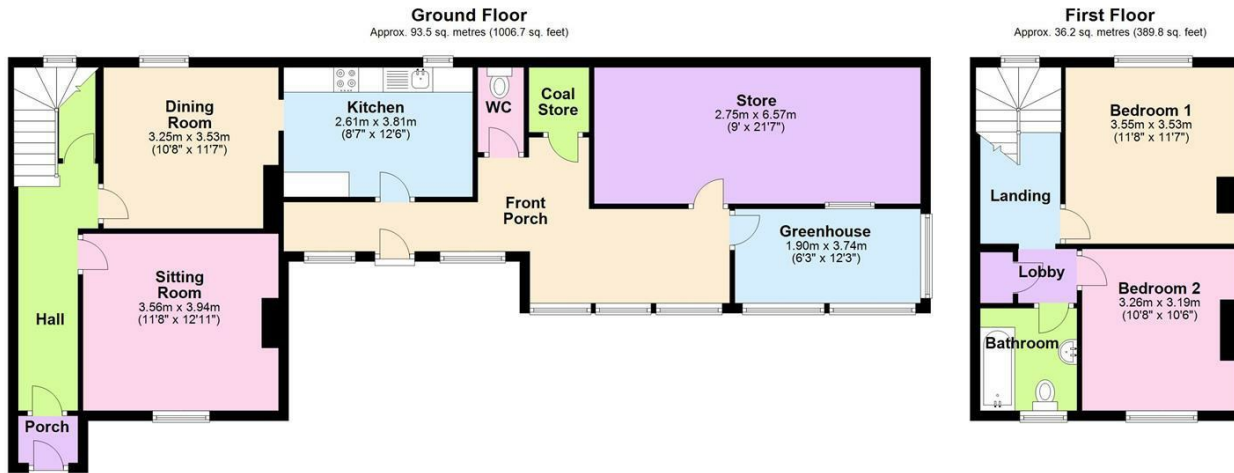 Ground Floor
Approx. 93.5 sq. metres (1006.7 sq. feet)
Dining
Room
3.25m x 3.53m
(10'8" x 11'7")
Kitchen
2.61m x 3.81m
(8'7" x 12'6")
WC
Coal
Store
Store
2.75m x 6.57m
(9' x 21'7")
Front
Porch
Greenhouse
1.90m x 3.74m
(6'3" x 12'3")
Sitting
Room
3.56m x 3.94m
(11'8" x 12'11")
Hall
Porch
First Floor
Approx. 36.2 sq. metres (389.8 sq. feet)
Bedroom 1
3.55m x 3.53m
(11'8" x 11'7")
Landing
Lobby
Bedroom 2
3.26m x 3.19m
(10'8" x 10'6")
Bathroom